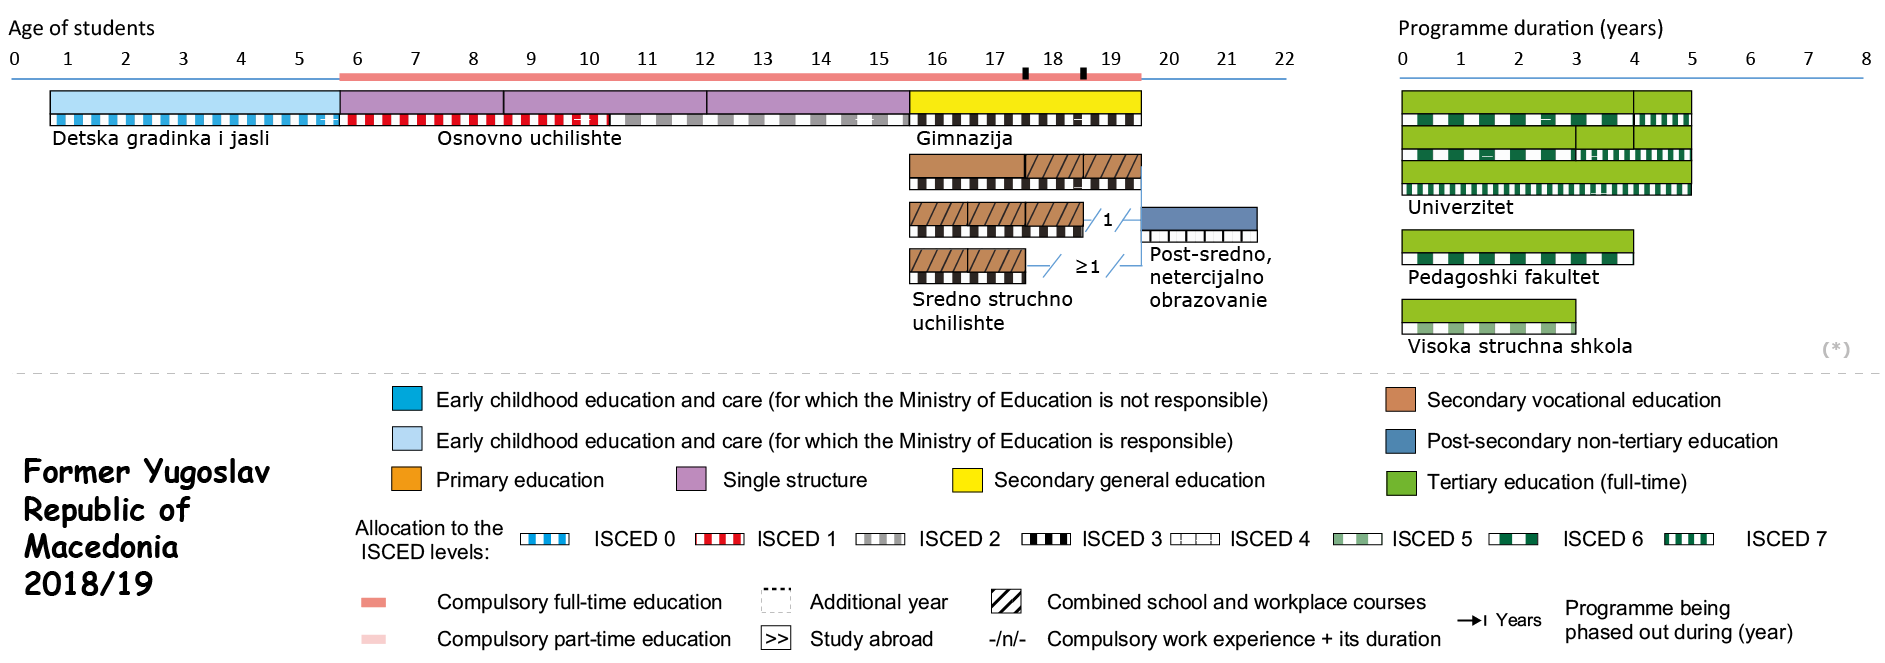 Age of students
Programme duration (years)
0 1 2 3 4 5 6 7 8 9 10 11 12 13 14 15 16 17 18 19 20 21 22
0 1 2 3 4 5 6 7 8
Detska gradinka i jasli
Osnovno uchilishte
Gimnazija
/ 1 /
≥1
Sredno struchno
uchilishte
Post-sredno,
netercijalno
obrazovanie
Univerzitet
Pedagoshki fakultet
Visoka struchna shkola
(*)
Former Yugoslav
Republic of
Macedonia
2018/19
Early childhood education and care (for which the Ministry of Education is not responsible)
Early childhood education and care (for which the Ministry of Education is responsible)
Primary education
Single structure
Secondary general education
Secondary vocational education
Post-secondary non-tertiary education
Tertiary education (full-time)
Allocation to the
ISCED levels:
ISCED 0
ISCED 1
ISCED 2
ISCED 3
ISCED 4
ISCED 5
ISCED 6
ISCED 7
Compulsory full-time education
Compulsory part-time education
Additional year
>> Study abroad
Combined school and workplace courses
-/n/- Compulsory work experience + its duration
Years
Programme being
phased out during (year)